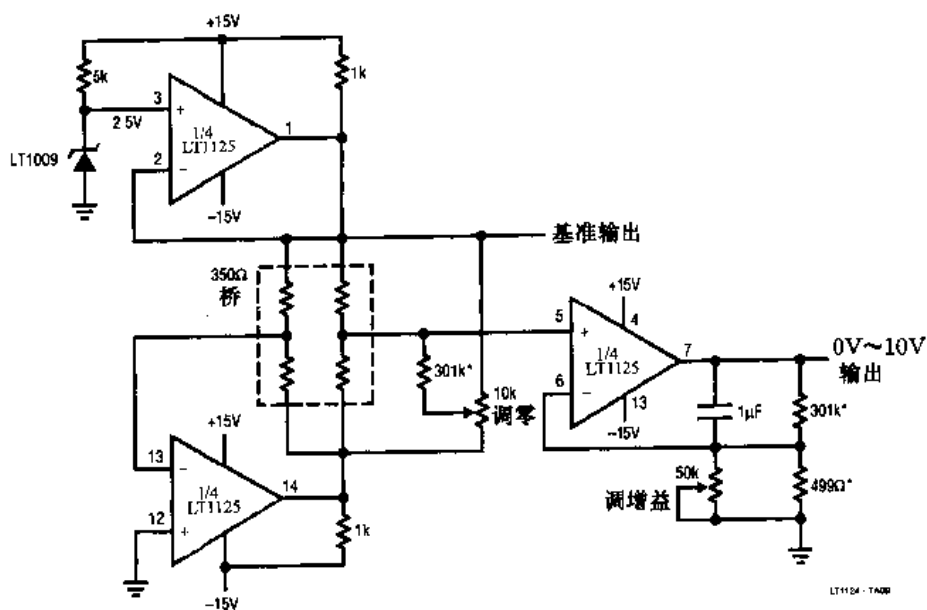 +15V
5k
1k
3
+
2 5V
1/4
LT1125
1
LT1009
2
−
−15V
基准输出
350Ω
桥
+15V
5
+
4
1/4
LT1125
7
0V～10V
输出
301k*
10k
调零
6
−
13
−15V
1μF
301k*
+15V
13
−
1/4
LT1125
14
12
+
1k
50k
调增益
499Ω*
−15V
LT1124 · TA09